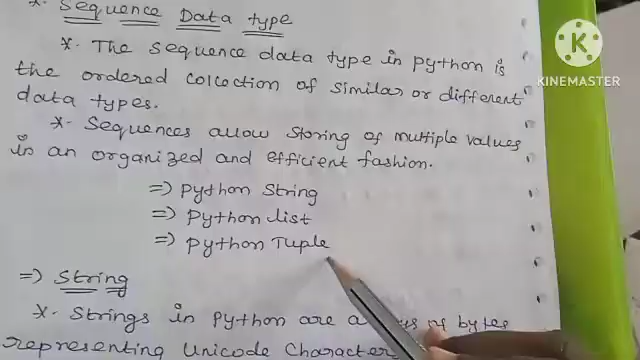 * Sequence Data type
* The sequence data type in python is
the ordered collection of similar or different
data types.
* Sequences allow storing of multiple values
in an organized and efficient fashion.
=) Python String
=) Python list
=) Python Tuple
=) String
* Strings in Python are of bytes
representing Unicode Character
KINEMASTER